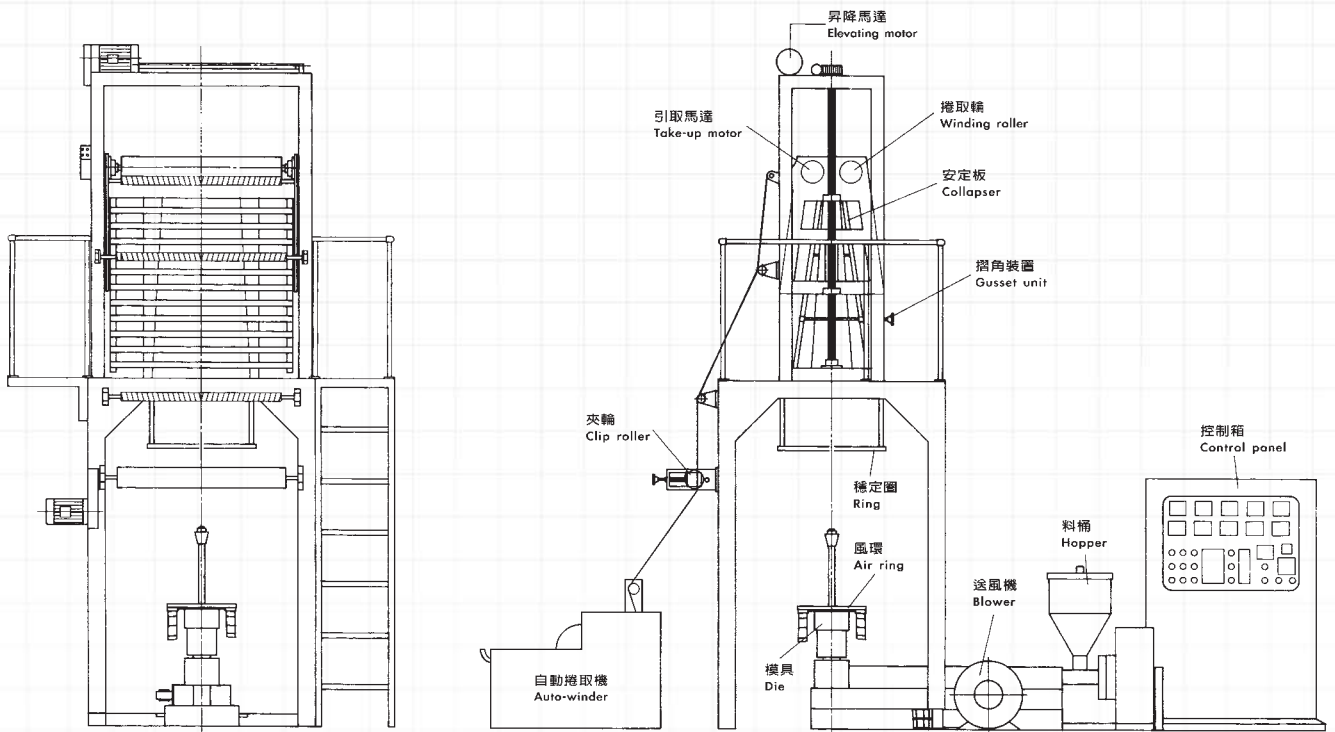 昇降馬達
Elevating motor
引取馬達
Take-up motor
捲取輪
Winding roller
安定板
Collapser
摺角裝置
Gusset unit
夾輪
Clip roller
穩定圈
Ring
控制箱
Control panel
料桶
Hopper
風環
Air ring
送風機
Blower
模具
Die
自動捲取機
Auto-winder